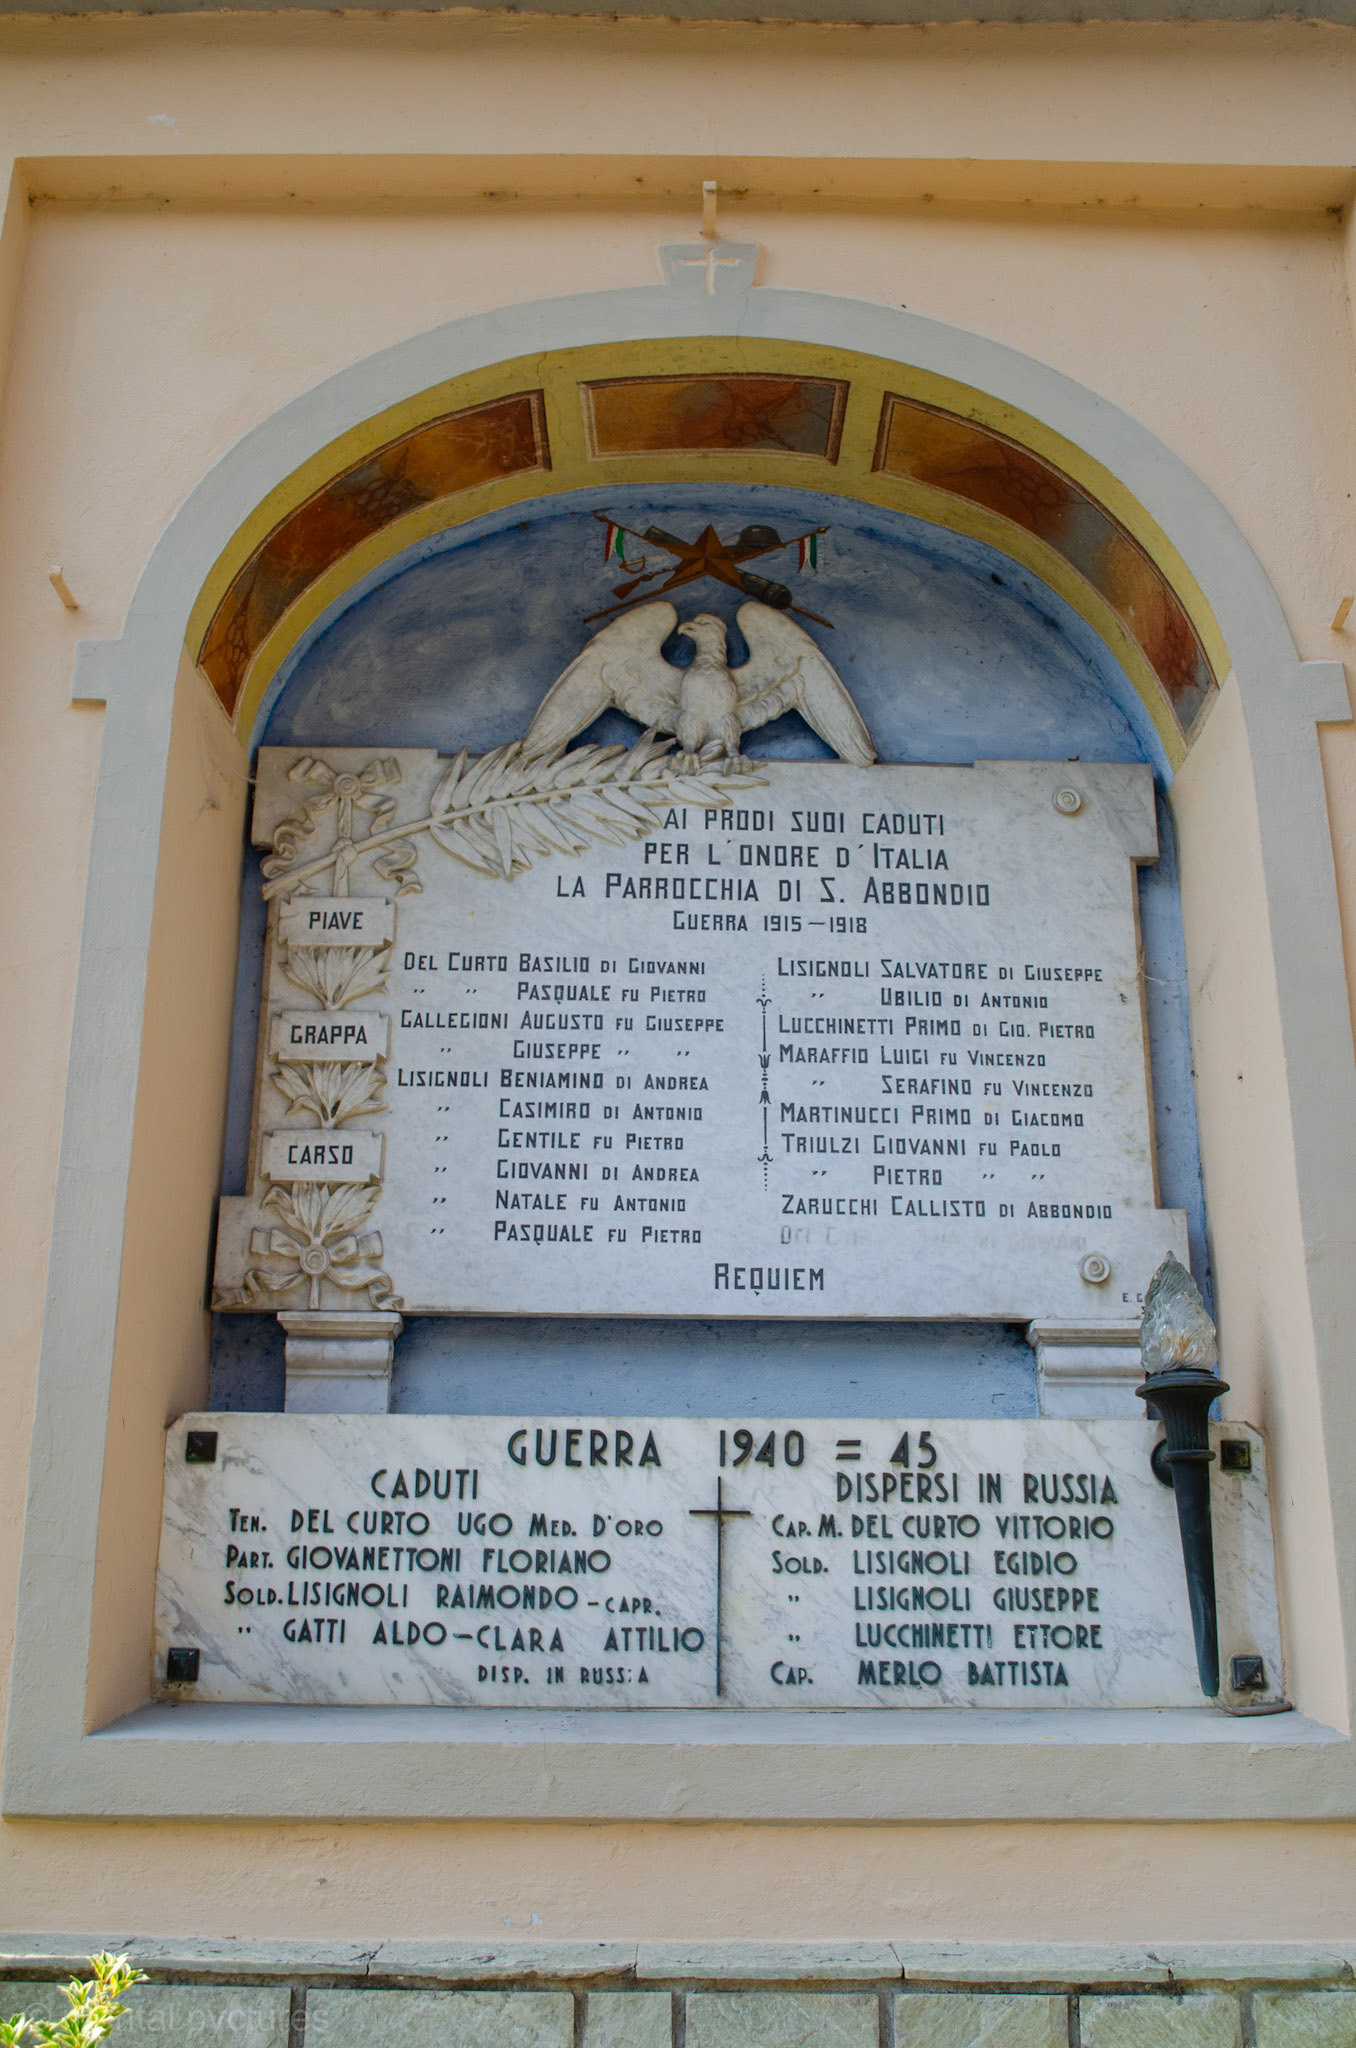 AI PRODI SUOI CADUTI
PER L'ONORE D'ITALIA
LA PARROCCHIA DI S. ABBONDIO
GUERRA 1915-1918
PIAVE
GRAPPA
CARSO
DEL CURTO BASILIO DI GIOVANNI
" " PASQUALE FU PIETRO
GALLEGIONI AUGUSTO FU GIUSEPPE
" GIUSEPPE " "
LISIGNOLI BENIAMINO DI ANDREA
" CASIMIRO DI ANTONIO
" GENTILE FU PIETRO
" GIOVANNI DI ANDREA
" NATALE FU ANTONIO
" PASQUALE FU PIETRO
LISIGNOLI SALVATORE DI GIUSEPPE
" UBILIO DI ANTONIO
LUCCHINETTI PRIMO DI GIO. PIETRO
MARAFFIO LUIGI FU VINCENZO
" SERAFINO FU VINCENZO
MARTINUCCI PRIMO DI GIACOMO
TRIULZI GIOVANNI FU PAOLO
" PIETRO " "
ZARUCCHI CALLISTO DI ABBONDIO
REQUIEM
GUERRA 1940 = 45
CADUTI
TEN. DEL CURTO UGO MED. D'ORO
PART. GIOVANETTONI FLORIANO
SOLD. LISIGNOLI RAIMONDO - CAPR.
" GATTI ALDO - CLARA ATTILIO
DISP. IN RUSS:A
DISPERSI IN RUSSIA
CAP. M. DEL CURTO VITTORIO
SOLD. LISIGNOLI EGIDIO
" LISIGNOLI GIUSEPPE
" LUCCHINETTI ETTORE
CAP. MERLO BATTISTA